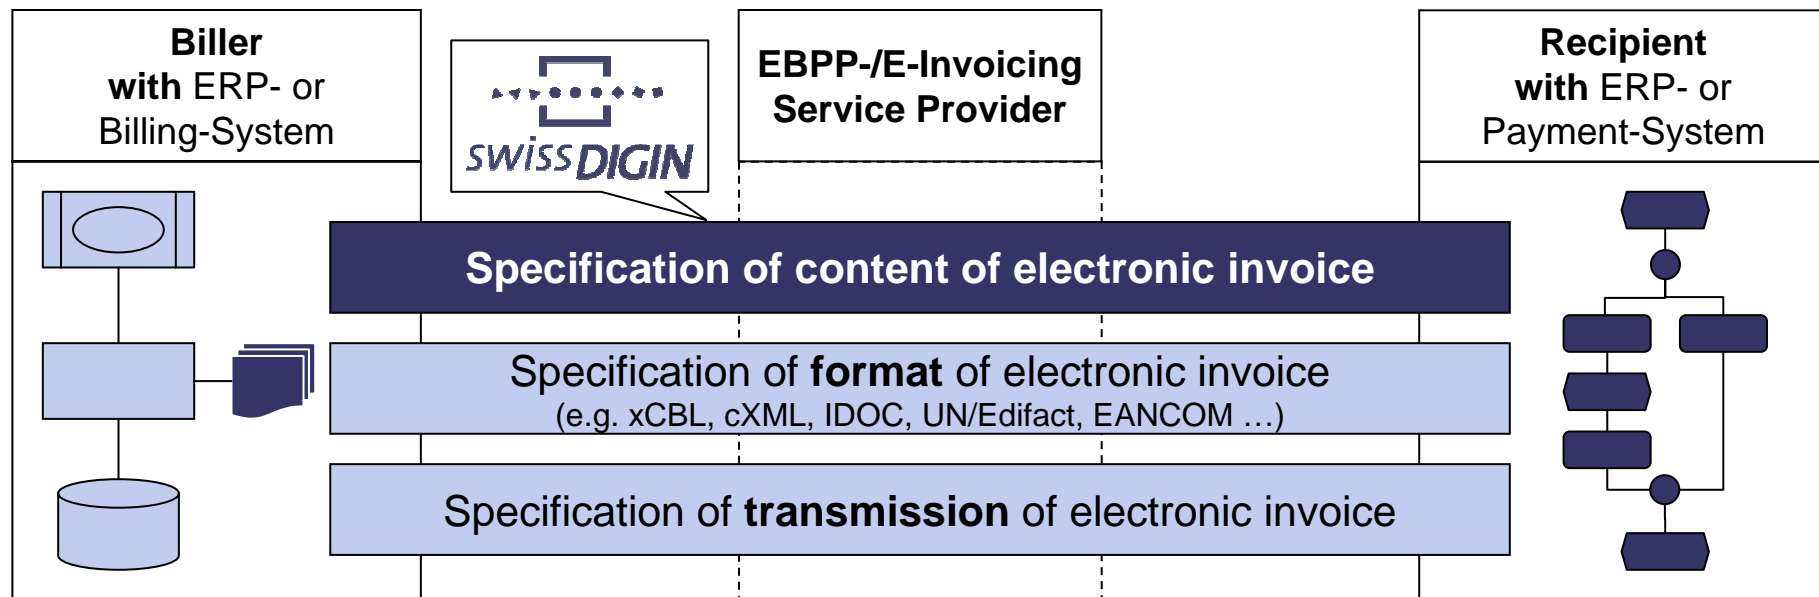 Biller
with ERP- or
Billing-System
swissDIGIN
EBPP-/E-Invoicing
Service Provider
Recipient
with ERP- or
Payment-System
Specification of content of electronic invoice
Specification of format of electronic invoice
(e.g. xCBL, cXML, IDOC, UN/Edifact, EANCOM …)
Specification of transmission of electronic invoice